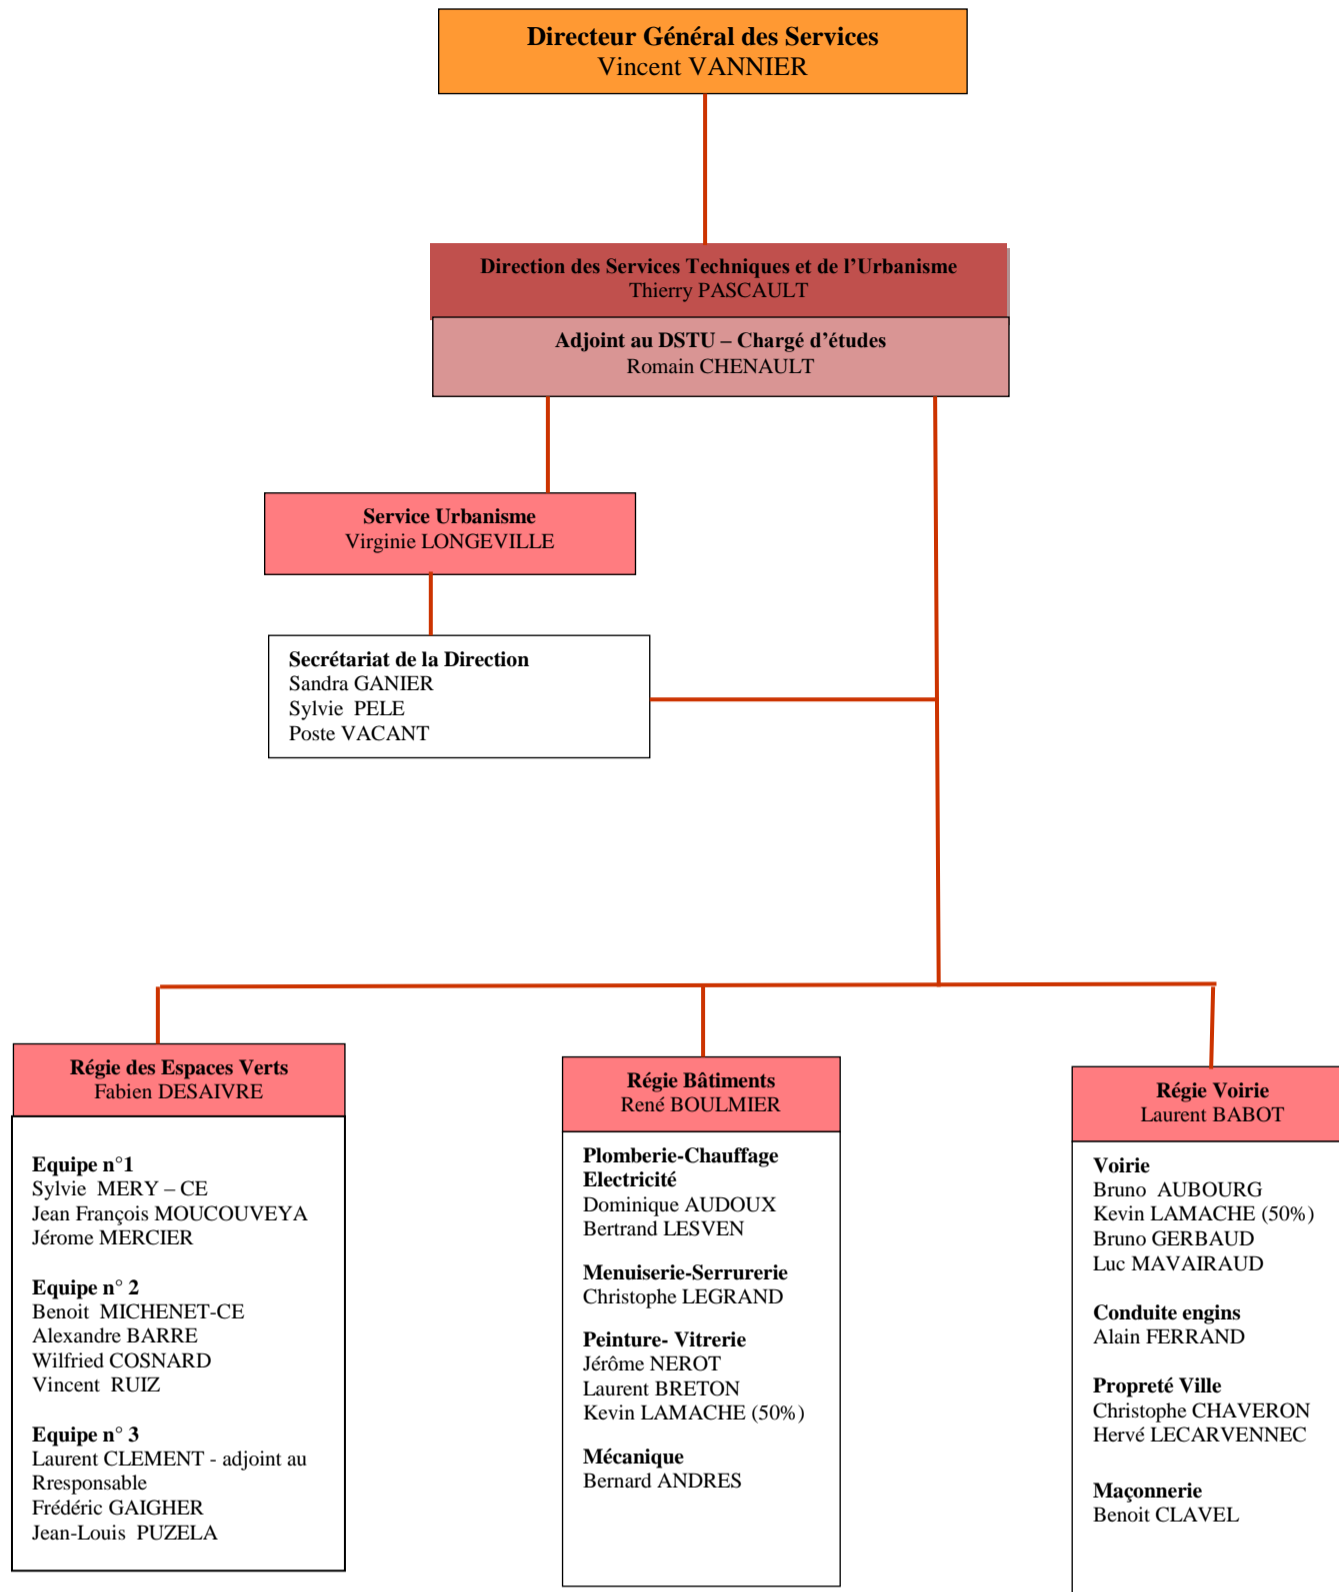 Directeur Général des Services
Vincent VANNIER
Direction des Services Techniques et de l’Urbanisme
Thierry PASCAULT
Adjoint au DSTU – Chargé d’études
Romain CHENAULT
Service Urbanisme
Virginie LONGEVILLE
Secrétariat de la Direction
Sandra GANIER
Sylvie PELE
Poste VACANT
Régie des Espaces Verts
Fabien DESAIVRE
Equipe n°1
Sylvie MERY – CE
Jean François MOUCOUVEYA
Jérome MERCIER
Equipe n° 2
Benoit MICHENET-CE
Alexandre BARRE
Wilfried COSNARD
Vincent RUIZ
Equipe n° 3
Laurent CLEMENT - adjoint au
Rresponsable
Frédéric GAIGHER
Jean-Louis PUZELA
Régie Bâtiments
René BOULMIER
Plomberie-Chauffage
Electricité
Dominique AUDOUX
Bertrand LESVEN
Menuiserie-Serrurerie
Christophe LEGRAND
Peinture- Vitrerie
Jérôme NEROT
Laurent BRETON
Kevin LAMACHE (50%)
Mécanique
Bernard ANDRES
Régie Voirie
Laurent BABOT
Voirie
Bruno AUBOURG
Kevin LAMACHE (50%)
Bruno GERBAUD
Luc MAVAIRAUD
Conduite engins
Alain FERRAND
Propreté Ville
Christophe CHAVERON
Hervé LECARVENNEC
Maçonnerie
Benoit CLAVEL